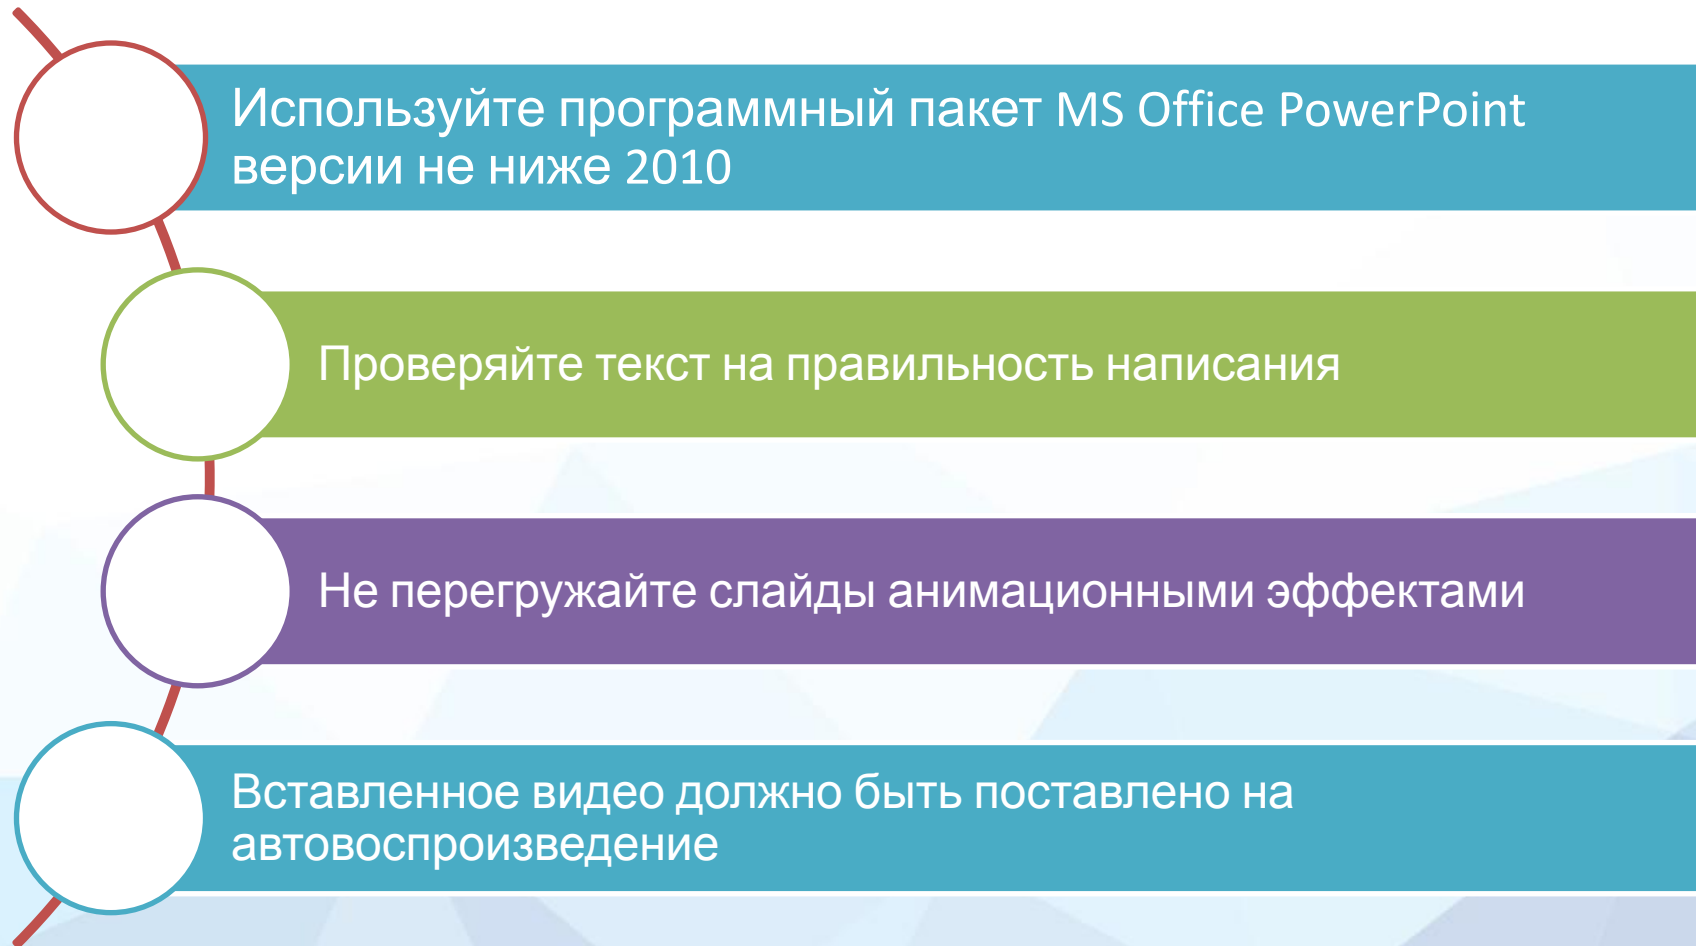 Используйте программный пакет MS Office PowerPoint
версии не ниже 2010
Проверяйте текст на правильность написания
Не перегружайте слайды анимационными эффектами
Вставленное видео должно быть поставлено на
автовоспроизведение